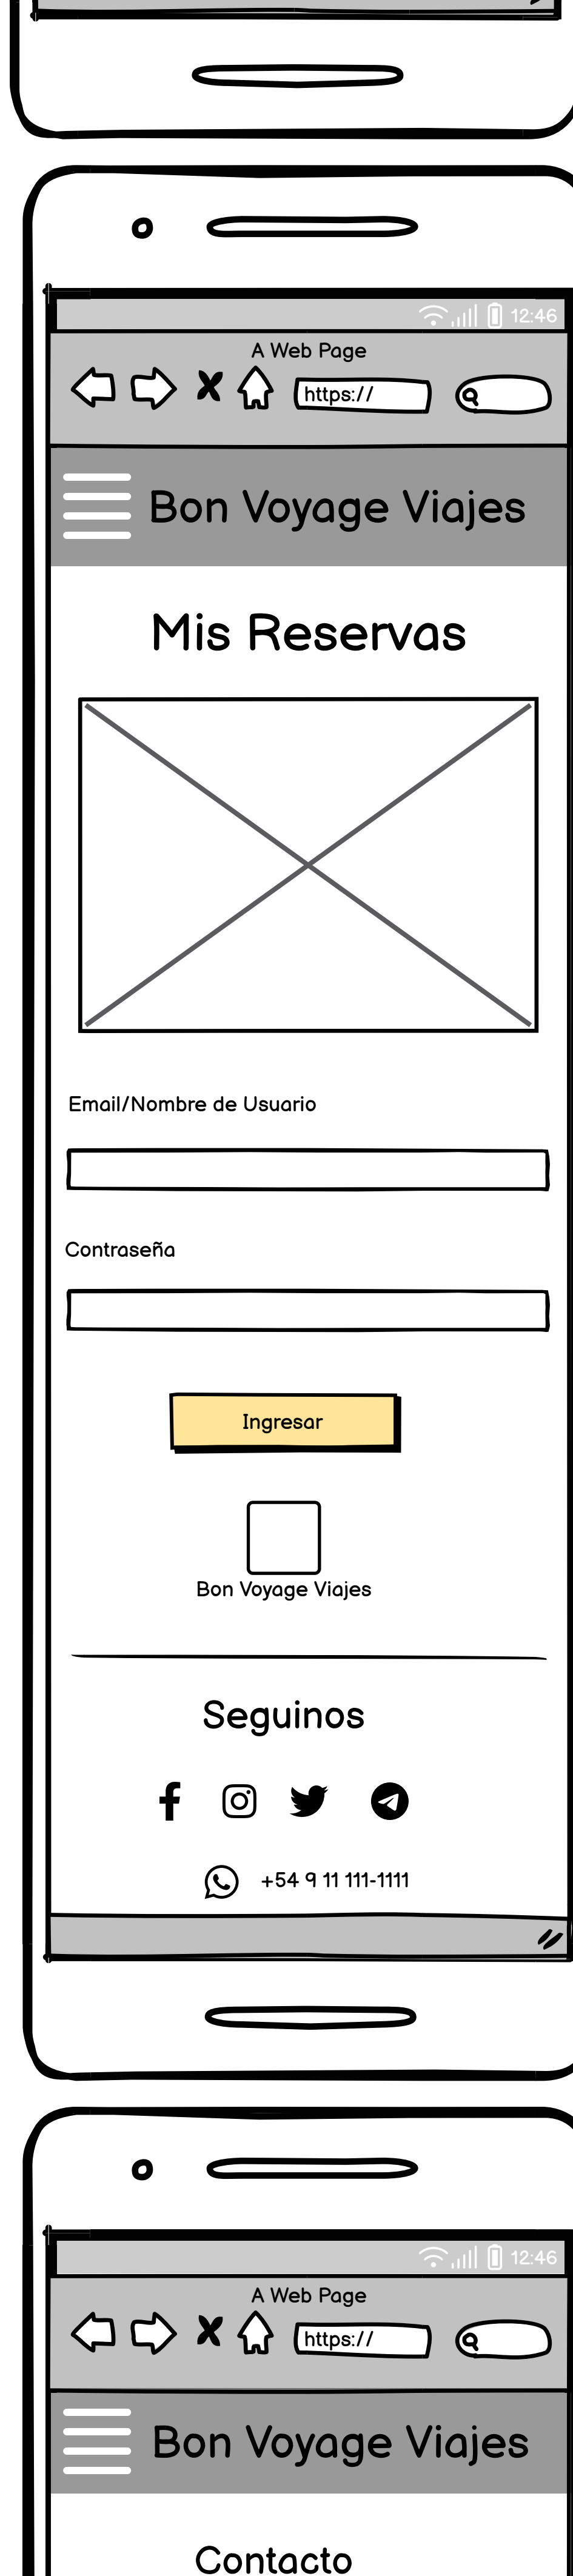 12:46
A Web Page
https://
Bon Voyage Viajes
Mis Reservas
Email/Nombre de Usuario
Contraseña
Ingresar
Bon Voyage Viajes
Seguinos
+54 9 11 111-1111
12:46
A Web Page
https://
Bon Voyage Viajes
Contacto